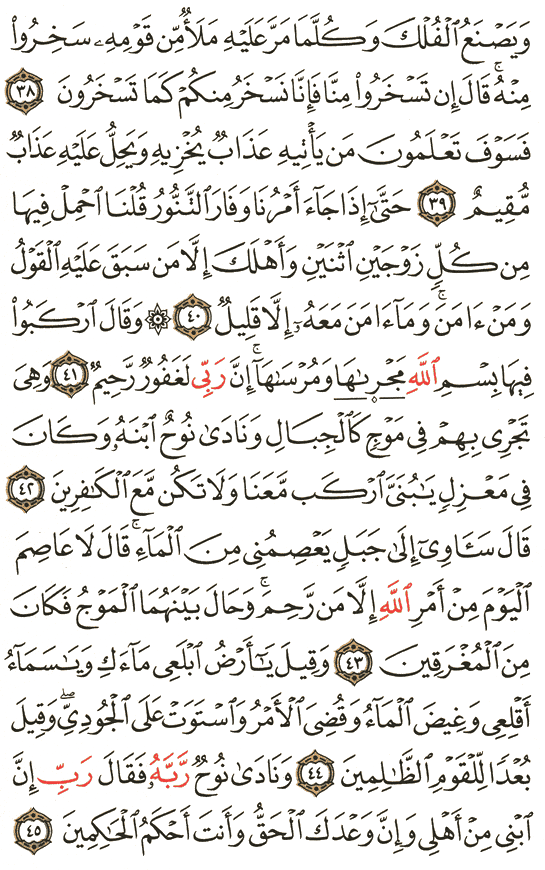 وَيَصْنَعُ ٱلْفُلْكَ وَكُلَّمَا مَرَّ عَلَيْهِ مَلَأٌ مِّن قَوْمِهِۦ سَخِرُوا۟
مِنْهُ ۚ قَالَ إِن تَسْخَرُوا۟ مِنَّا فَإِنَّا نَسْخَرُ مِنكُمْ كَمَا تَسْخَرُونَ ٣٨
فَسَوْفَ تَعْلَمُونَ مَن يَأْتِيهِ عَذَابٌ يُخْزِيهِ وَيَحِلُّ عَلَيْهِ عَذَابٌ
مُّقِيمٌ ٣٩ حَتَّىٰٓ إِذَا جَآءَ أَمْرُنَا وَفَارَ ٱلتَّنُّورُ قُلْنَا ٱحْمِلْ فِيهَا
مِن كُلٍّ زَوْجَيْنِ ٱثْنَيْنِ وَأَهْلَكَ إِلَّا مَن سَبَقَ عَلَيْهِ ٱلْقَوْلُ
وَمَنْ ءَامَنَ ۚ وَمَآ ءَامَنَ مَعَهُۥٓ إِلَّا قَلِيلٌ ٤٠ ۞ وَقَالَ ٱرْكَبُوا۟
فِيهَا بِسْمِ ٱللَّهِ مَجْر۪ىٰهَا وَمُرْسَىٰهَآ ۚ إِنَّ رَبِّى لَغَفُورٌ رَّحِيمٌ ٤١ وَهِىَ
تَجْرِى بِهِمْ فِى مَوْجٍ كَٱلْجِبَالِ وَنَادَىٰ نُوحٌ ٱبْنَهُۥ وَكَانَ
فِى مَعْزِلٍ يَٰبُنَىَّ ٱرْكَب مَّعَنَا وَلَا تَكُن مَّعَ ٱلْكَٰفِرِينَ ٤٢
قَالَ سَـَٔاوِىٓ إِلَىٰ جَبَلٍ يَعْصِمُنِى مِنَ ٱلْمَآءِ ۚ قَالَ لَا عَاصِمَ
ٱلْيَوْمَ مِنْ أَمْرِ ٱللَّهِ إِلَّا مَن رَّحِمَ ۚ وَحَالَ بَيْنَهُمَا ٱلْمَوْجُ فَكَانَ
مِنَ ٱلْمُغْرَقِينَ ٤٣ وَقِيلَ يَٰٓأَرْضُ ٱبْلَعِى مَآءَكِ وَيَٰسَمَآءُ
أَقْلِعِى وَغِيضَ ٱلْمَآءُ وَقُضِىَ ٱلْأَمْرُ وَٱسْتَوَتْ عَلَى ٱلْجُودِىِّ ۖ وَقِيلَ
بُعْدًا لِّلْقَوْمِ ٱلظَّٰلِمِينَ ٤٤ وَنَادَىٰ نُوحٌ رَّبَّهُۥ فَقَالَ رَبِّ إِنَّ
ٱبْنِى مِنْ أَهْلِى وَإِنَّ وَعْدَكَ ٱلْحَقُّ وَأَنتَ أَحْكَمُ ٱلْحَٰكِمِينَ ٤٥